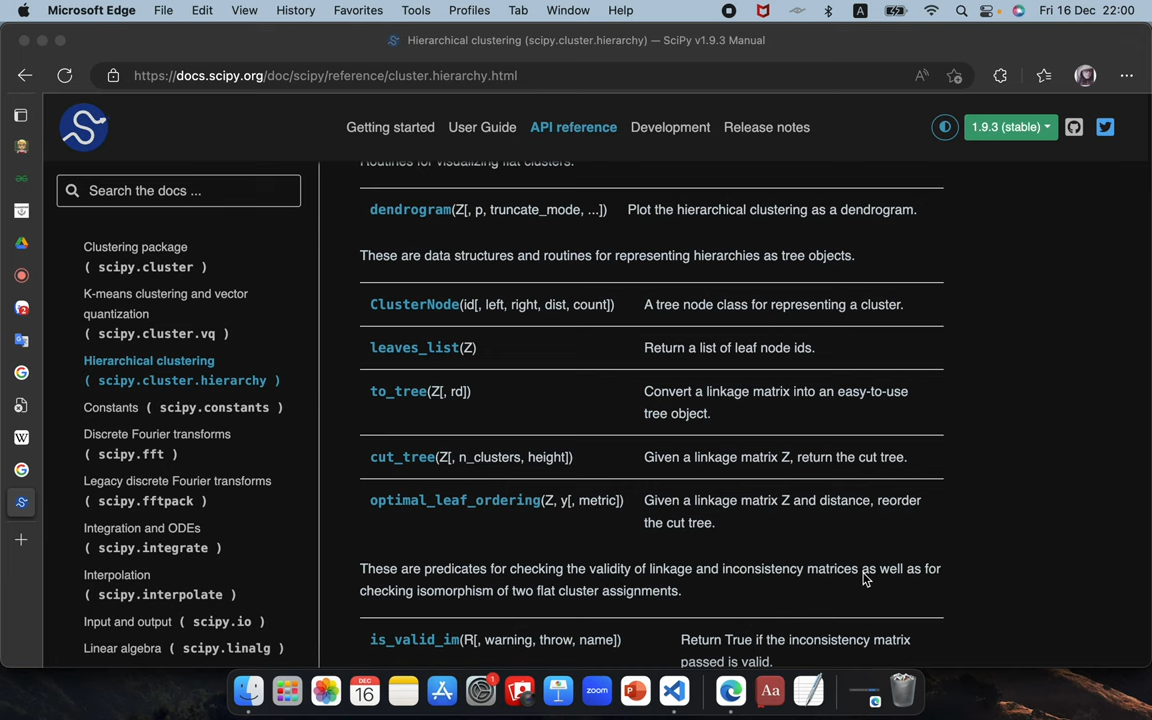 Microsoft Edge File Edit View History Favorites Tools Profiles Tab Window Help A Fri 16 Dec 22:00
Hierarchical clustering (scipy.cluster.hierarchy) — SciPy v1.9.3 Manual
https://docs.scipy.org/doc/scipy/reference/cluster.hierarchy.html
Getting started User Guide API reference Development Release notes 1.9.3 (stable)
Search the docs ...
Clustering package
( scipy.cluster )
K-means clustering and vector
quantization
( scipy.cluster.vq )
Hierarchical clustering
( scipy.cluster.hierarchy )
Constants ( scipy.constants )
Discrete Fourier transforms
( scipy.fft )
Legacy discrete Fourier transforms
( scipy.fftpack )
Integration and ODEs
( scipy.integrate )
Interpolation
( scipy.interpolate )
Input and output ( scipy.io )
Linear algebra ( scipy.linalg )
Routines for visualizing flat clusters.
dendrogram(Z[, p, truncate_mode, ...]) Plot the hierarchical clustering as a dendrogram.
These are data structures and routines for representing hierarchies as tree objects.
ClusterNode(id[, left, right, dist, count]) A tree node class for representing a cluster.
leaves_list(Z) Return a list of leaf node ids.
to_tree(Z[, rd]) Convert a linkage matrix into an easy-to-use
tree object.
cut_tree(Z[, n_clusters, height]) Given a linkage matrix Z, return the cut tree.
optimal_leaf_ordering(Z, y[, metric]) Given a linkage matrix Z and distance, reorder
the cut tree.
These are predicates for checking the validity of linkage and inconsistency matrices as well as for
checking isomorphism of two flat cluster assignments.
is_valid_im(R[, warning, throw, name]) Return True if the inconsistency matrix
passed is valid.
DEC
16
1
zoom
Aa
W
2